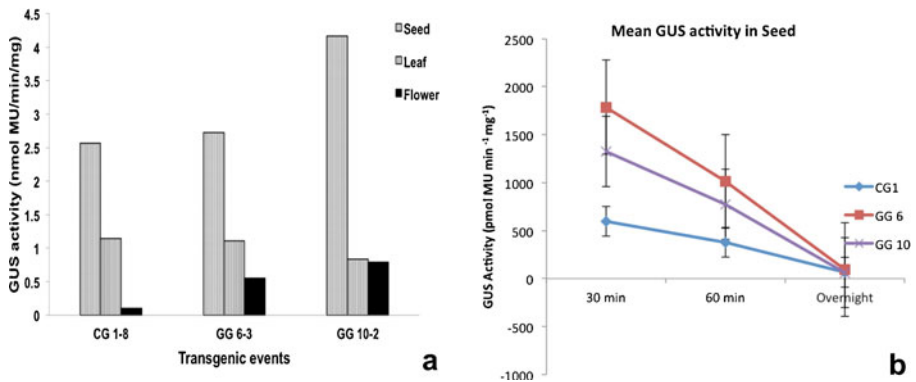 4.5
4
3.5
3
2.5
2
1.5
1
0.5
0
GUS activity (nmol MU/min/mg)
Seed
Leaf
Flower
CG 1-8
GG 6-3
GG 10-2
Transgenic events
a
Mean GUS activity in Seed
2500
2000
1500
1000
500
0
-500
-1000
GUS Activity (pmol MU min -1 mg-1)
30 min
60 min
Overnight
CG1
GG 6
GG 10
b